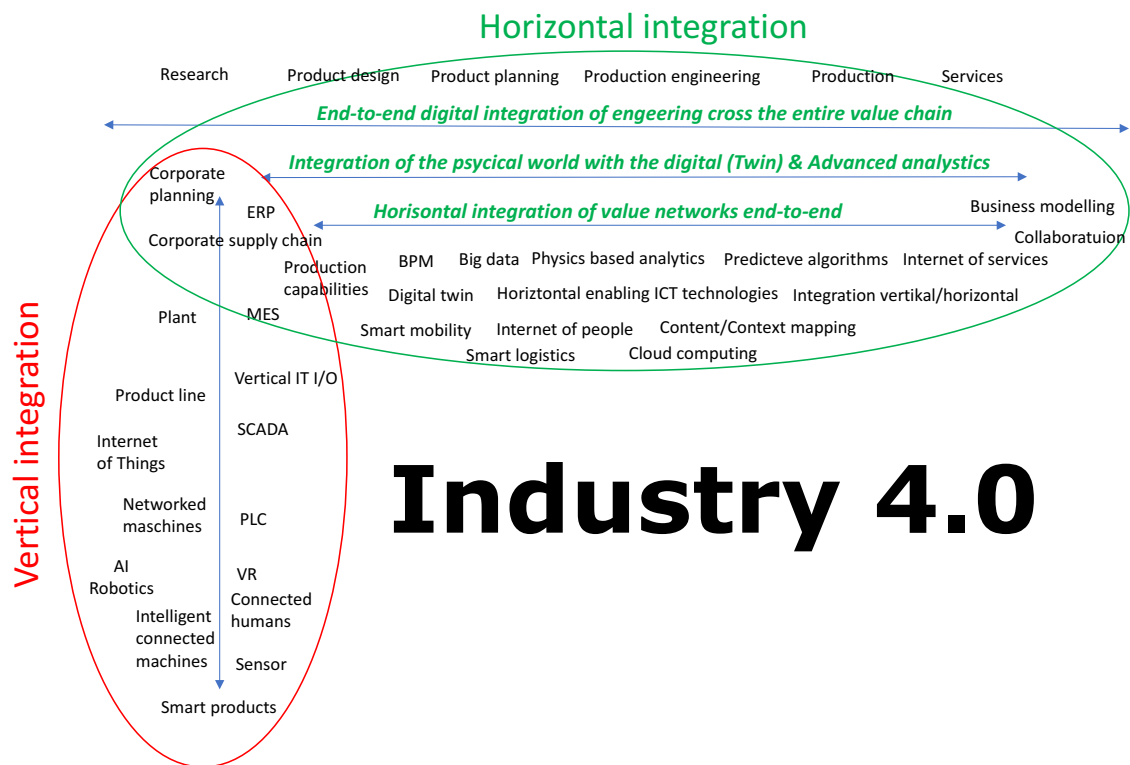 Horizontal integration
Research Product design Product planning Production engineering Production Services
End-to-end digital integration of engeering cross the entire value chain
Integration of the psycical world with the digital (Twin) & Advanced analystics
Horisontal integration of value networks end-to-end
Business modelling
Collaboratuion
BPM Big data Physics based analytics Predicteve algorithms Internet of services
Digital twin Horiztontal enabling ICT technologies Integration vertikal/horizontal
Smart mobility Internet of people Content/Context mapping
Smart logistics Cloud computing
Vertical integration
Corporate
planning
ERP
Corporate supply chain
Production
capabilities
Plant
MES
Vertical IT I/O
Product line
SCADA
Internet
of Things
Networked
maschines
PLC
AI
Robotics
VR
Connected
humans
Intelligent
connected
machines
Sensor
Smart products
Industry 4.0